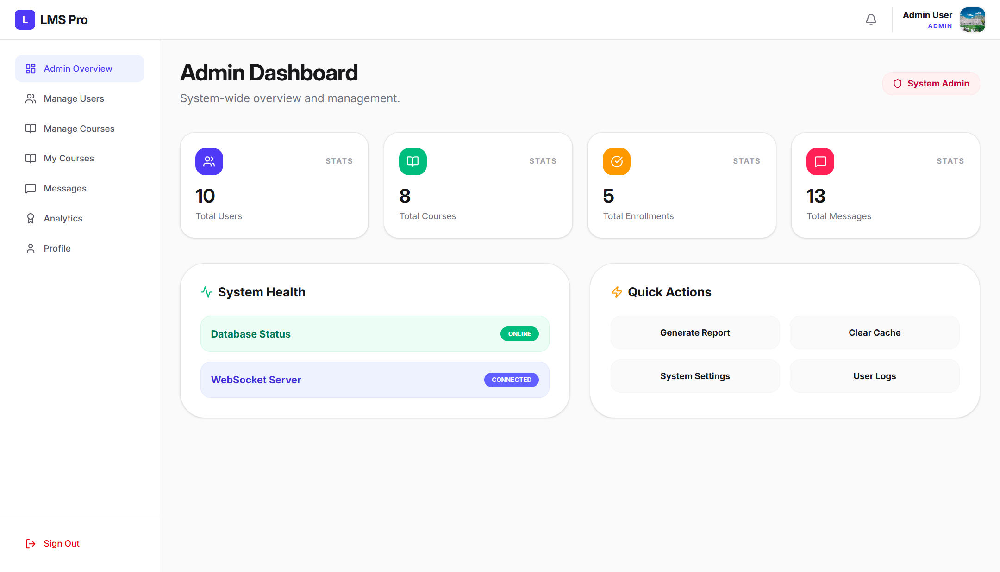 L LMS Pro
Admin User
ADMIN
Admin Overview
Manage Users
Manage Courses
My Courses
Messages
Analytics
Profile
Sign Out
Admin Dashboard
System-wide overview and management.
System Admin
STATS
10
Total Users
STATS
8
Total Courses
STATS
5
Total Enrollments
STATS
13
Total Messages
System Health
Database Status ONLINE
WebSocket Server CONNECTED
Quick Actions
Generate Report Clear Cache
System Settings User Logs